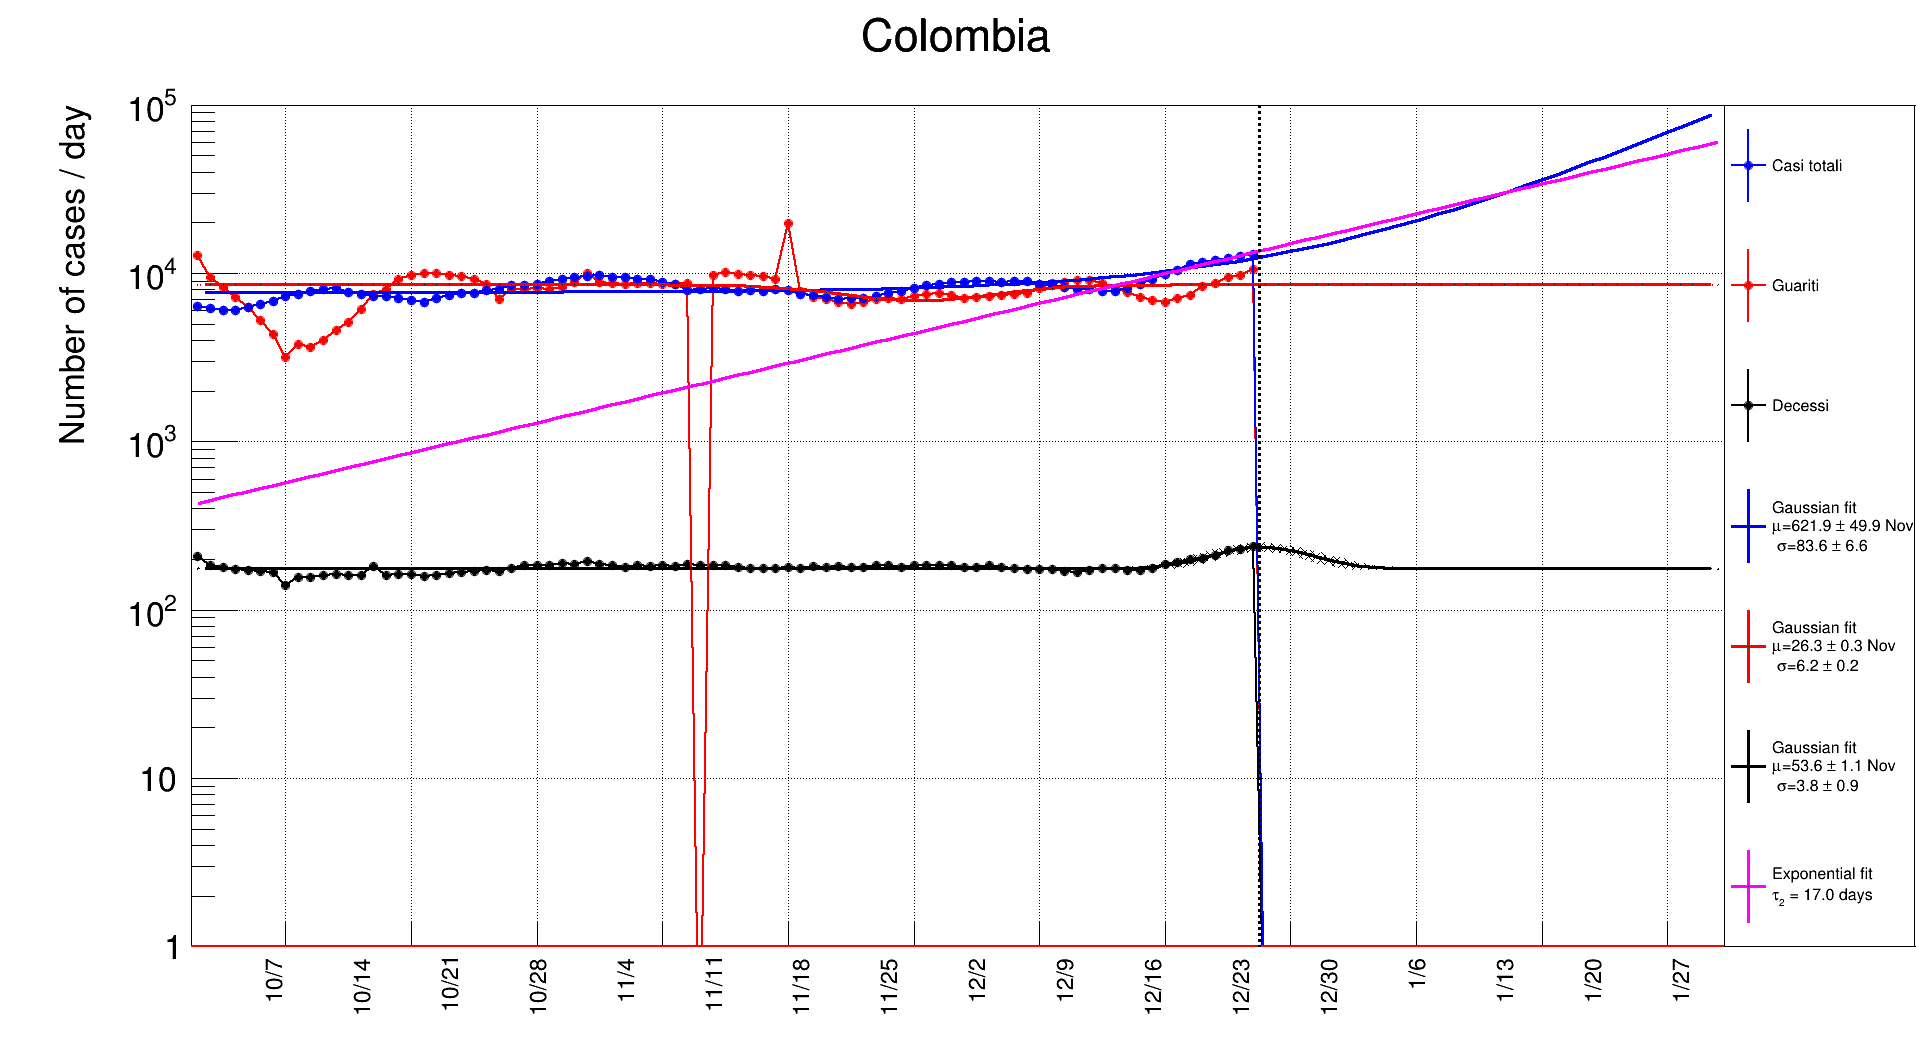 Colombia
Number of cases / day
10^5
10^4
10^3
10^2
10
1
10/7
10/14
10/21
10/28
11/4
11/11
11/18
11/25
12/2
12/9
12/16
12/23
12/30
1/6
1/13
1/20
1/27
Casi totali
Guariti
Decessi
Gaussian fit
μ=621.9 ± 49.9 Nov
σ=83.6 ± 6.6
Gaussian fit
μ=26.3 ± 0.3 Nov
σ=6.2 ± 0.2
Gaussian fit
μ=53.6 ± 1.1 Nov
σ=3.8 ± 0.9
Exponential fit
τ₂ = 17.0 days